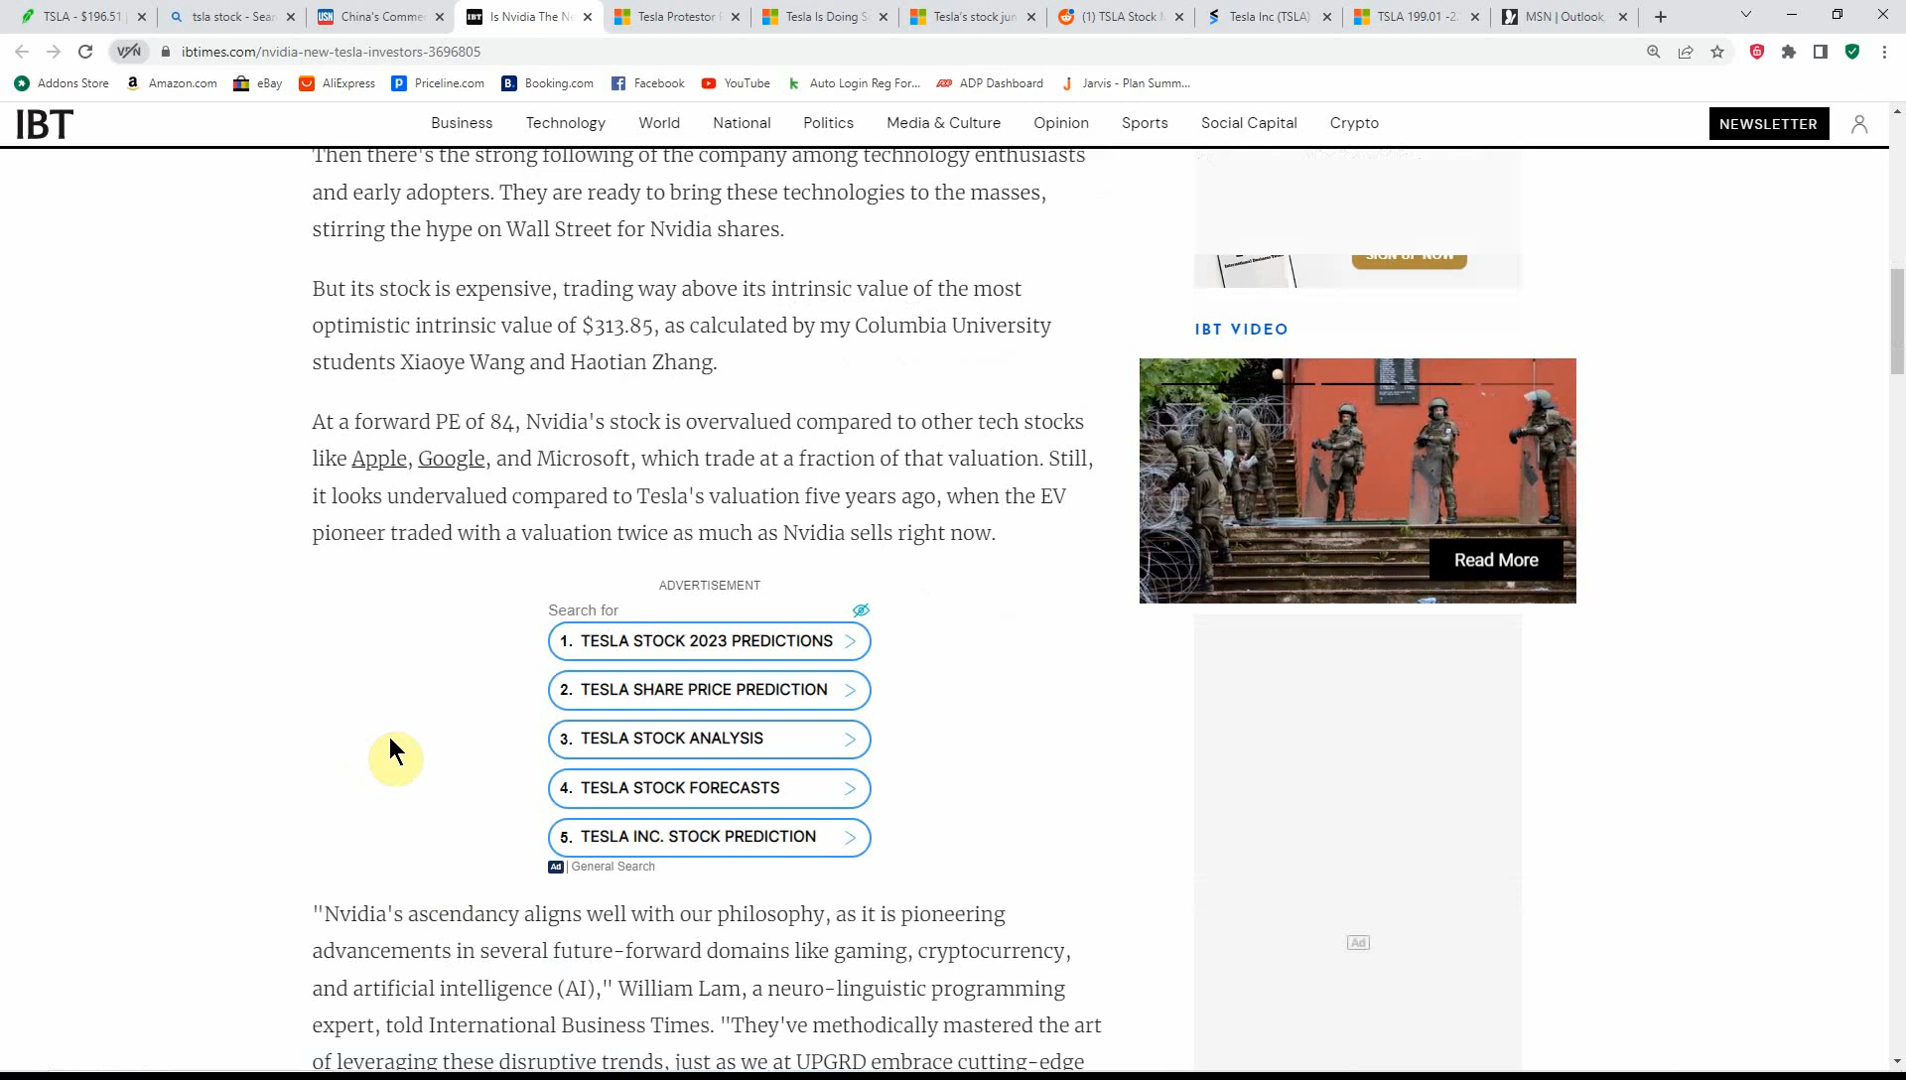 TSLA - $196.51
tsla stock - Sear
China's Comme
Is Nvidia The Ne
Tesla Protestor
Tesla Is Doing S
Tesla's stock jun
(1) TSLA Stock
Tesla Inc (TSLA)
TSLA 199.01 -2.
MSN | Outlook,
VPN
ibtimes.com/nvidia-new-tesla-investors-3696805
Addons Store
Amazon.com
eBay
AliExpress
Priceline.com
Booking.com
Facebook
YouTube
Auto Login Reg For...
ADP Dashboard
Jarvis - Plan Summ...
IBT
Business
Technology
World
National
Politics
Media & Culture
Opinion
Sports
Social Capital
Crypto
NEWSLETTER
Then there's the strong following of the company among technology enthusiasts
and early adopters. They are ready to bring these technologies to the masses,
stirring the hype on Wall Street for Nvidia shares.
But its stock is expensive, trading way above its intrinsic value of the most
optimistic intrinsic value of $313.85, as calculated by my Columbia University
students Xiaoye Wang and Haotian Zhang.
At a forward PE of 84, Nvidia's stock is overvalued compared to other tech stocks
like Apple, Google, and Microsoft, which trade at a fraction of that valuation. Still,
it looks undervalued compared to Tesla's valuation five years ago, when the EV
pioneer traded with a valuation twice as much as Nvidia sells right now.
ADVERTISEMENT
Search for
1. TESLA STOCK 2023 PREDICTIONS
2. TESLA SHARE PRICE PREDICTION
3. TESLA STOCK ANALYSIS
4. TESLA STOCK FORECASTS
5. TESLA INC. STOCK PREDICTION
Ad | General Search
"Nvidia's ascendancy aligns well with our philosophy, as it is pioneering
advancements in several future-forward domains like gaming, cryptocurrency,
and artificial intelligence (AI)," William Lam, a neuro-linguistic programming
expert, told International Business Times. "They've methodically mastered the art
of leveraging these disruptive trends, just as we at UPGRD embrace cutting-edge
SIGN UP NOW
IBT VIDEO
Read More
Ad